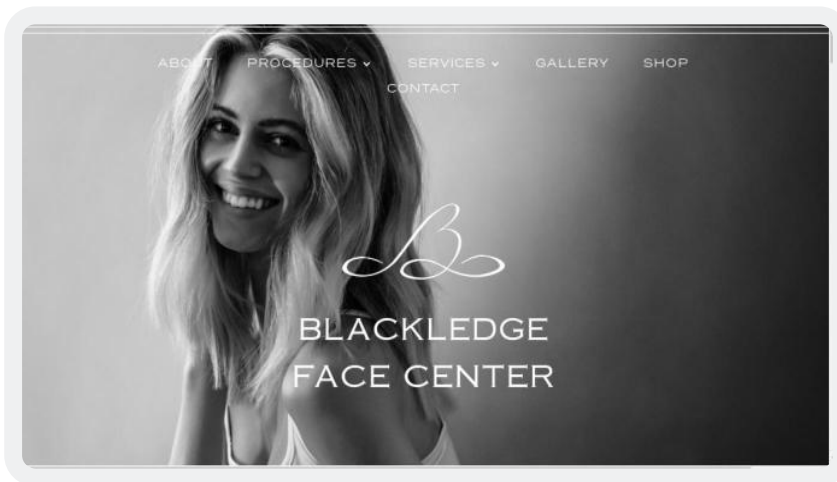 ABOUT PROCEDURES SERVICES GALLERY SHOP
CONTACT
BLACKLEDGE
FACE CENTER